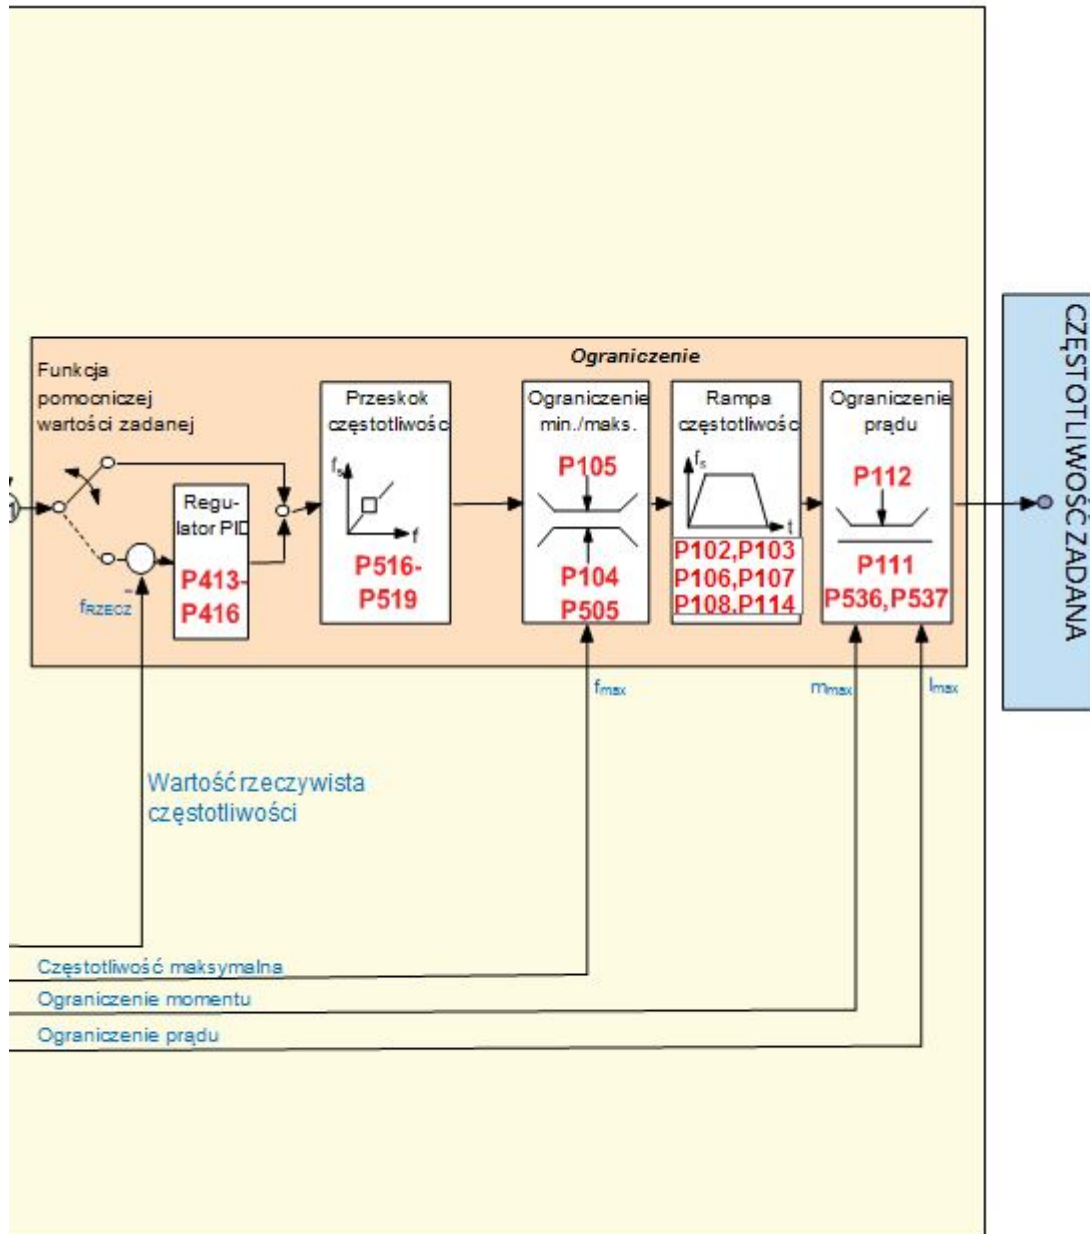 Ograniczenie
Funkcja
pomocniczej
wartości zadanej
Regu-
lator PID
P413-
P416
-
fRZECZ
Przeskok
częstotliwośc
fs
f
P516-
P519
Ograniczenie
min./maks.
P105
P104
P505
Rampa
częstotliwośc
fs
t
P102,P103
P106,P107
P108,P114
Ograniczenie
prądu
P112
P111
P536,P537
CZĘSTOTLIWOŚĆ ZADANA
fmax
mmax
Imax
Wartość rzeczywista
częstotliwości
Częstotliwość maksymalna
Ograniczenie momentu
Ograniczenie prądu